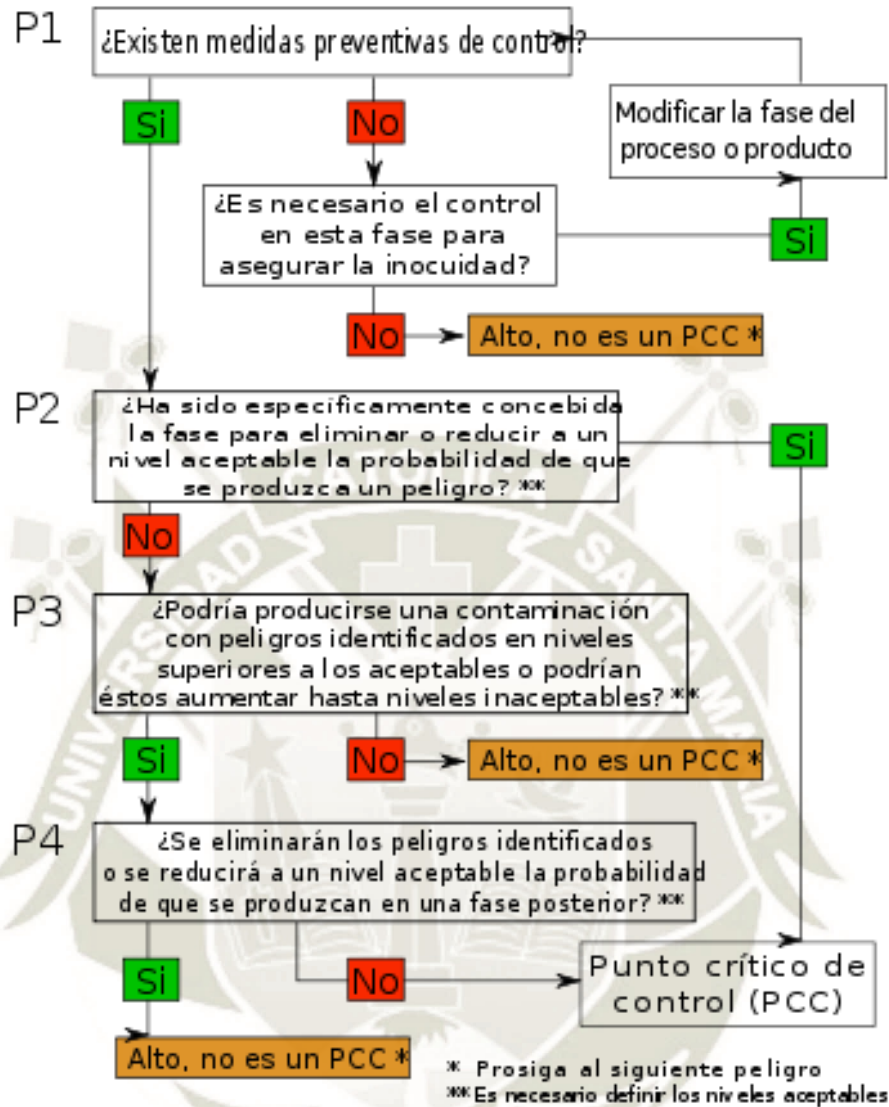 P1
¿Existen medidas preventivas de control?
Si
No
Modificar la fase del
proceso o producto
¿Es necesario el control
en esta fase para
asegurar la inocuidad?
Si
No
Alto, no es un PCC *
P2
¿Ha sido específicamente concebida
la fase para eliminar o reducir a un
nivel aceptable la probabilidad de que
se produzca un peligro? **
Si
No
P3
¿Podría producirse una contaminación
con peligros identificados en niveles
superiores a los aceptables o podrían
éstos aumentar hasta niveles inaceptables? **
Si
No
Alto, no es un PCC *
P4
¿Se eliminarán los peligros identificados
o se reducirá a un nivel aceptable la probabilidad
de que se produzcan en una fase posterior? **
Si
No
Punto crítico de
control (PCC)
Alto, no es un PCC *
* Prosiga al siguiente peligro
** Es necesario definir los niveles aceptables
UNIVERSIDAD
CATOLICA
SANTA MARIA